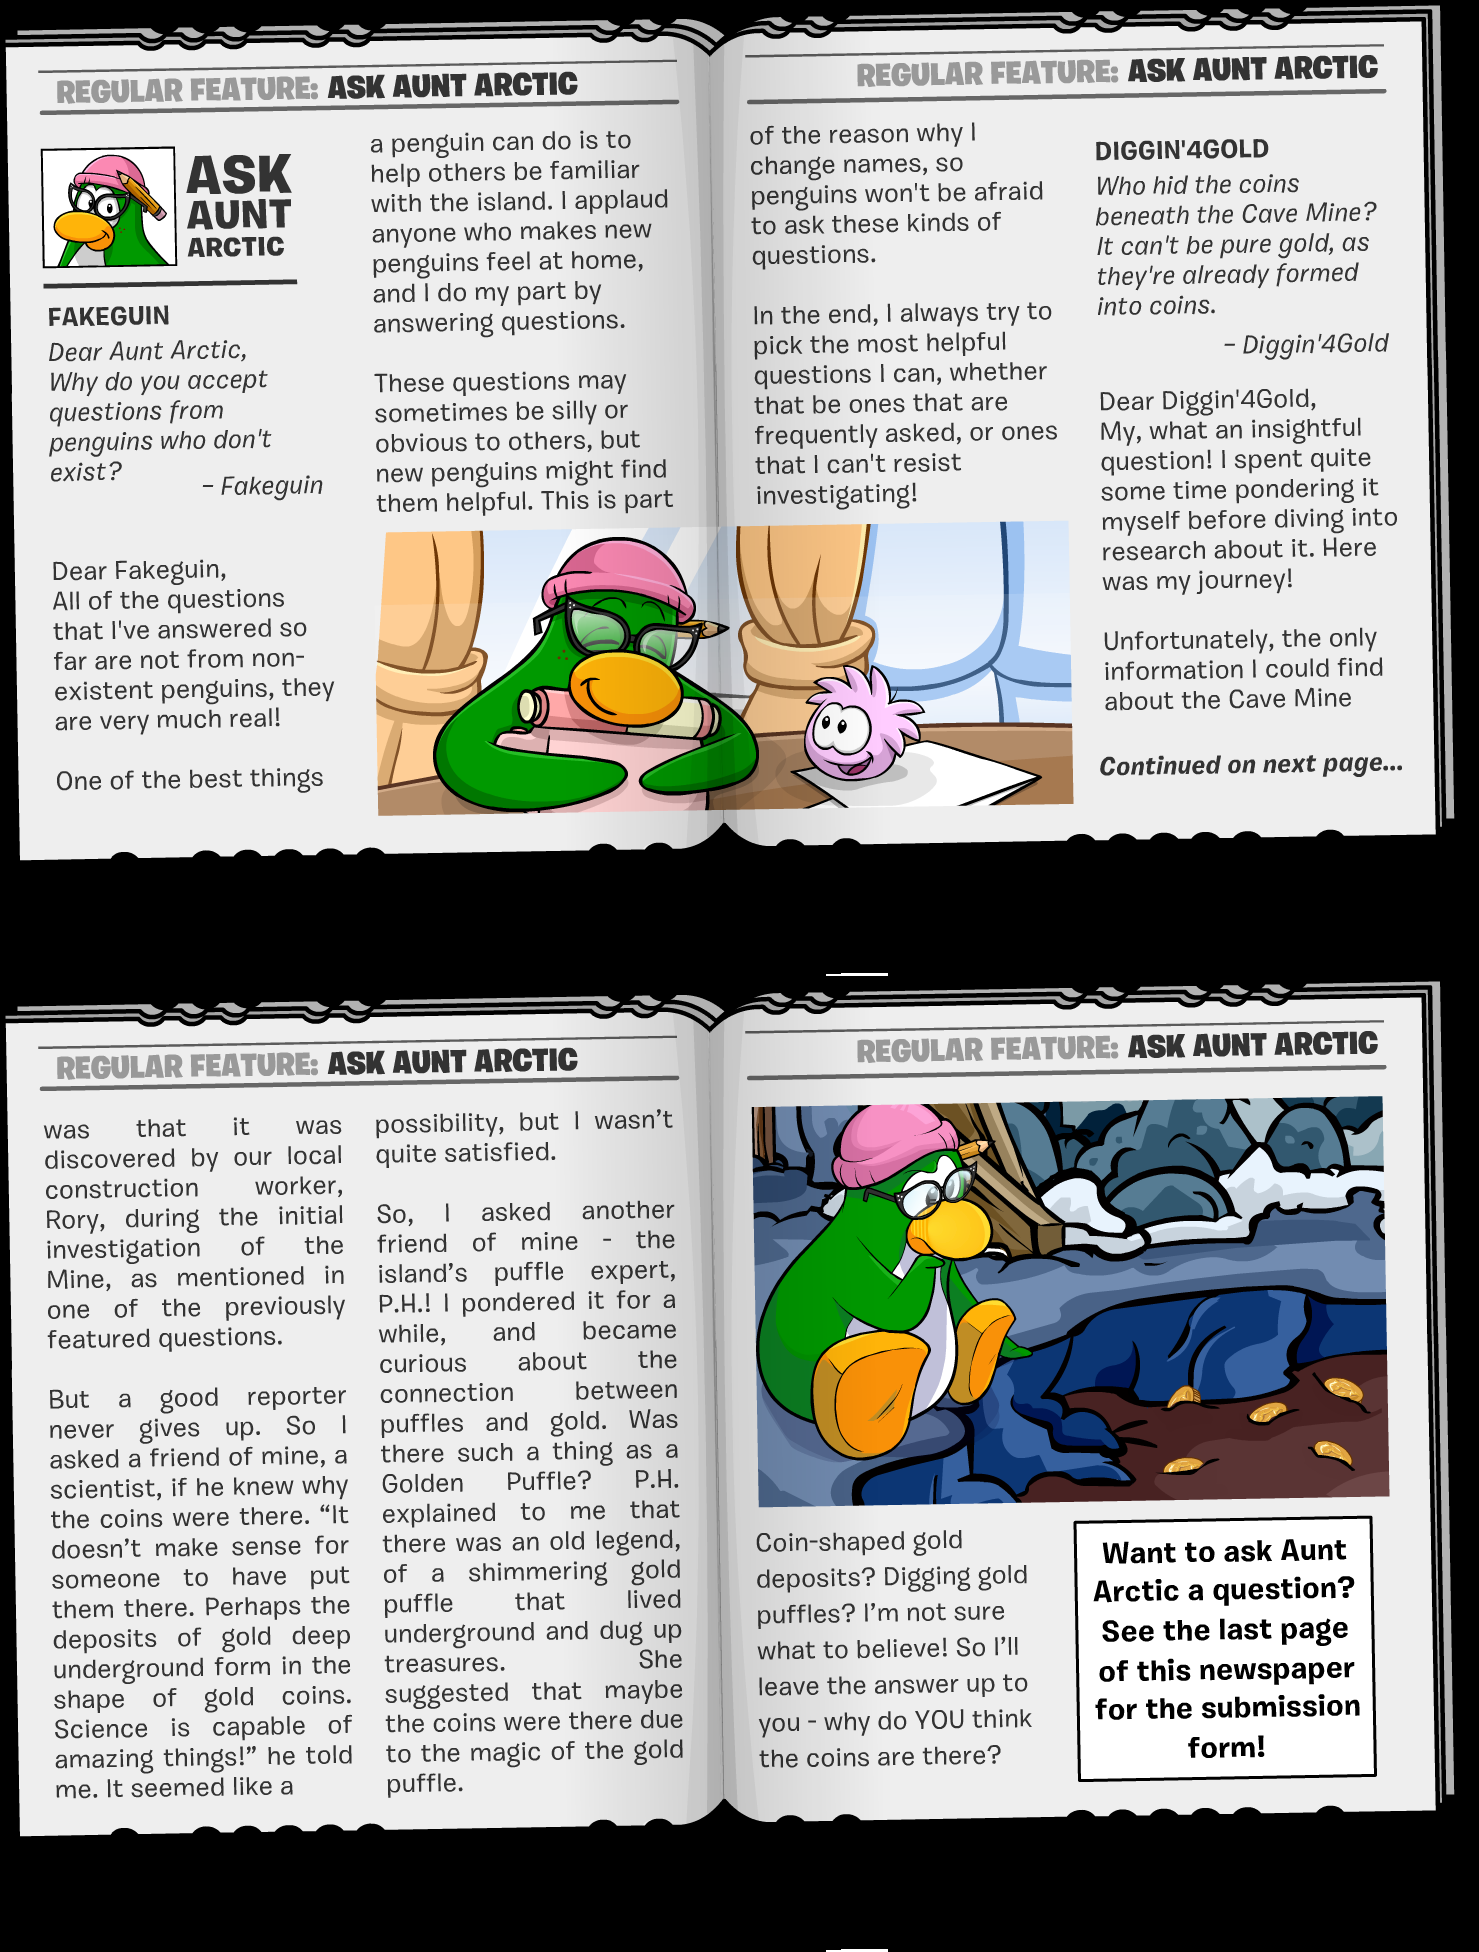 REGULAR FEATURE: ASK AUNT ARCTIC
ASK
AUNT
ARCTIC
FAKEGUIN
Dear Aunt Arctic,
Why do you accept
questions from
penguins who don't
exist?
– Fakeguin
Dear Fakeguin,
All of the questions
that I've answered so
far are not from non-
existent penguins, they
are very much real!
One of the best things
a penguin can do is to
help others be familiar
with the island. I applaud
anyone who makes new
penguins feel at home,
and I do my part by
answering questions.
These questions may
sometimes be silly or
obvious to others, but
new penguins might find
them helpful. This is part
REGULAR FEATURE: ASK AUNT ARCTIC
of the reason why I
change names, so
penguins won't be afraid
to ask these kinds of
questions.
In the end, I always try to
pick the most helpful
questions I can, whether
that be ones that are
frequently asked, or ones
that I can't resist
investigating!
DIGGIN'4GOLD
Who hid the coins
beneath the Cave Mine?
It can't be pure gold, as
they're already formed
into coins.
– Diggin'4Gold
Dear Diggin'4Gold,
My, what an insightful
question! I spent quite
some time pondering it
myself before diving into
research about it. Here
was my journey!
Unfortunately, the only
information I could find
about the Cave Mine
Continued on next page...
REGULAR FEATURE: ASK AUNT ARCTIC
was that it was
discovered by our local
construction worker,
Rory, during the initial
investigation of the
Mine, as mentioned in
one of the previously
featured questions.
But a good reporter
never gives up. So I
asked a friend of mine, a
scientist, if he knew why
the coins were there. “It
doesn’t make sense for
someone to have put
them there. Perhaps the
deposits of gold deep
underground form in the
shape of gold coins.
Science is capable of
amazing things!” he told
me. It seemed like a
possibility, but I wasn’t
quite satisfied.
So, I asked another
friend of mine - the
island’s puffle expert,
P.H.! I pondered it for a
while, and became
curious about the
connection between
puffles and gold. Was
there such a thing as a
Golden Puffle? P.H.
explained to me that
there was an old legend,
of a shimmering gold
puffle that lived
underground and dug up
treasures. She
suggested that maybe
the coins were there due
to the magic of the gold
puffle.
REGULAR FEATURE: ASK AUNT ARCTIC
Coin-shaped gold
deposits? Digging gold
puffles? I’m not sure
what to believe! So I’ll
leave the answer up to
you - why do YOU think
the coins are there?
Want to ask Aunt
Arctic a question?
See the last page
of this newspaper
for the submission
form!